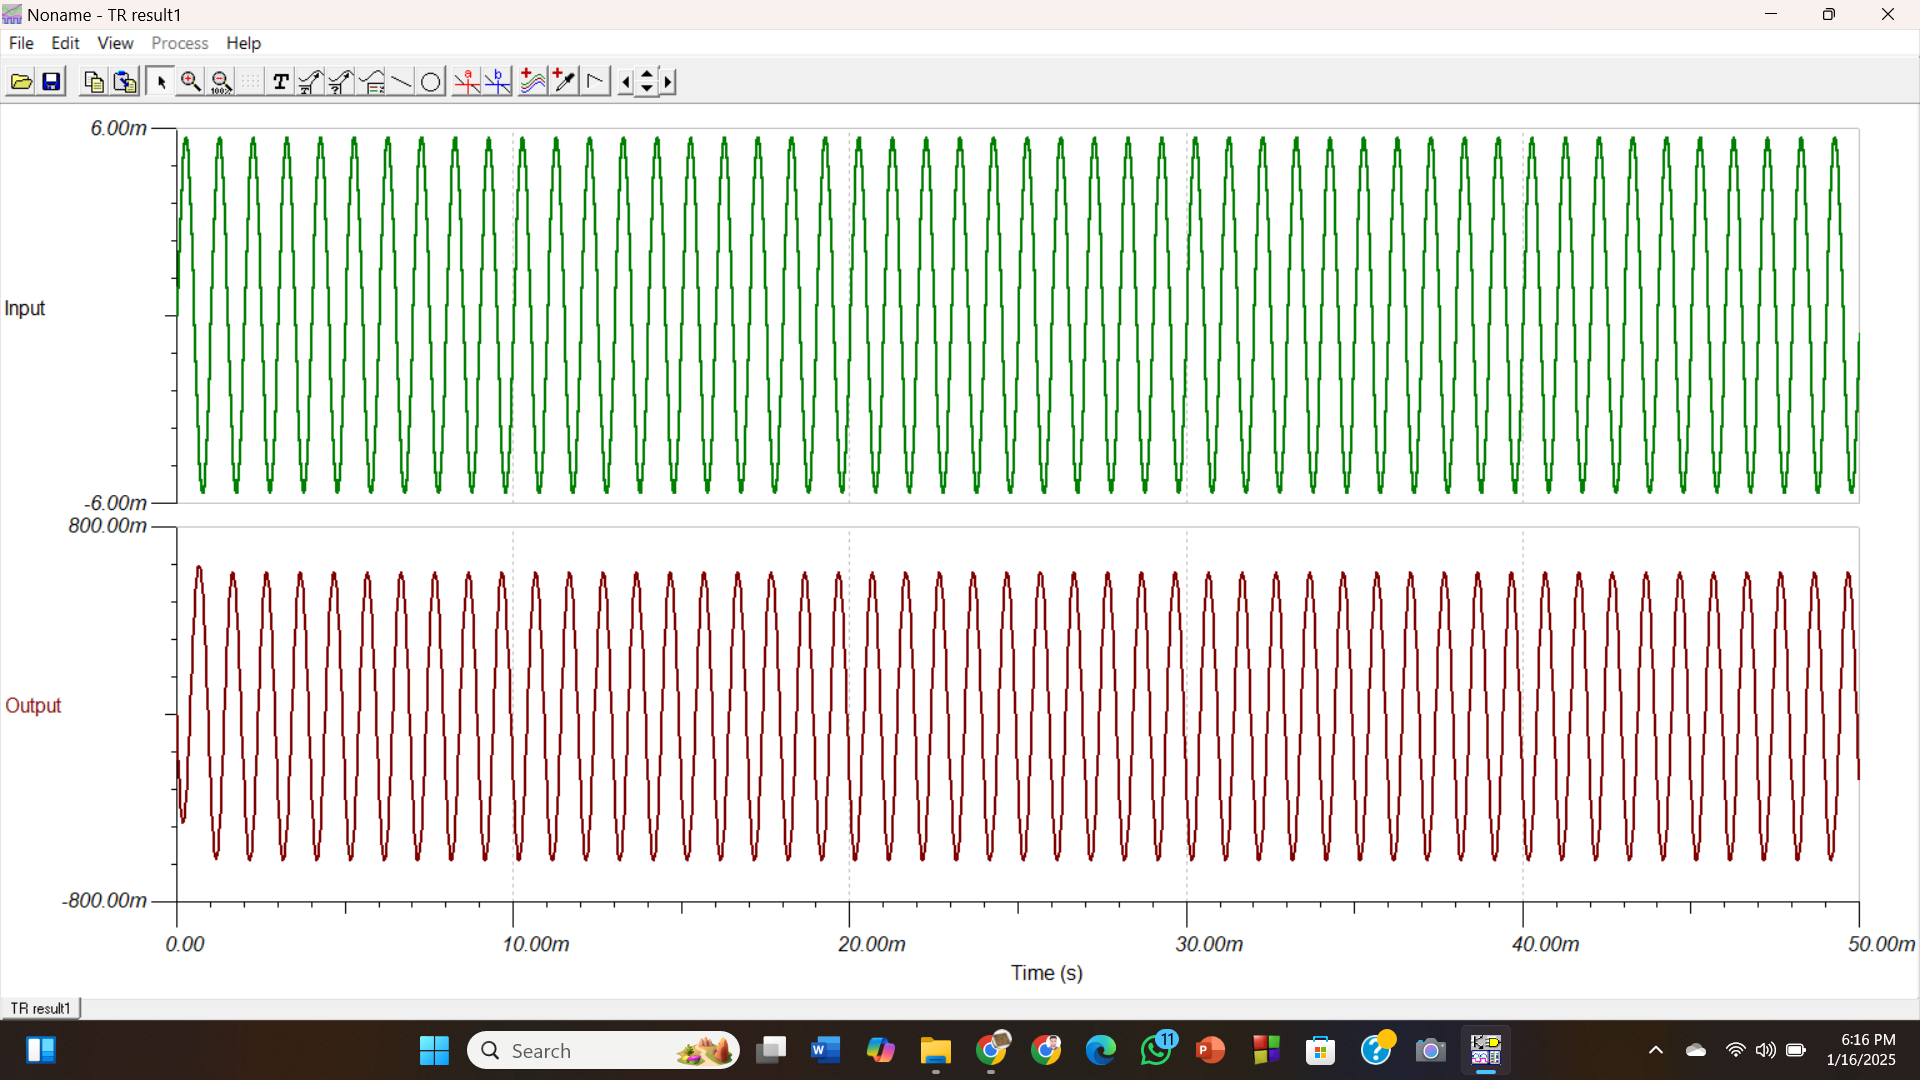 Noname - TR result1
File Edit View Process Help
100%
T
T
?
a
b
6.00m
Input
-6.00m
800.00m
Output
-800.00m
0.00 10.00m 20.00m 30.00m 40.00m 50.00m
Time (s)
TR result1
Search
W
11
P
?
6:16 PM
1/16/2025